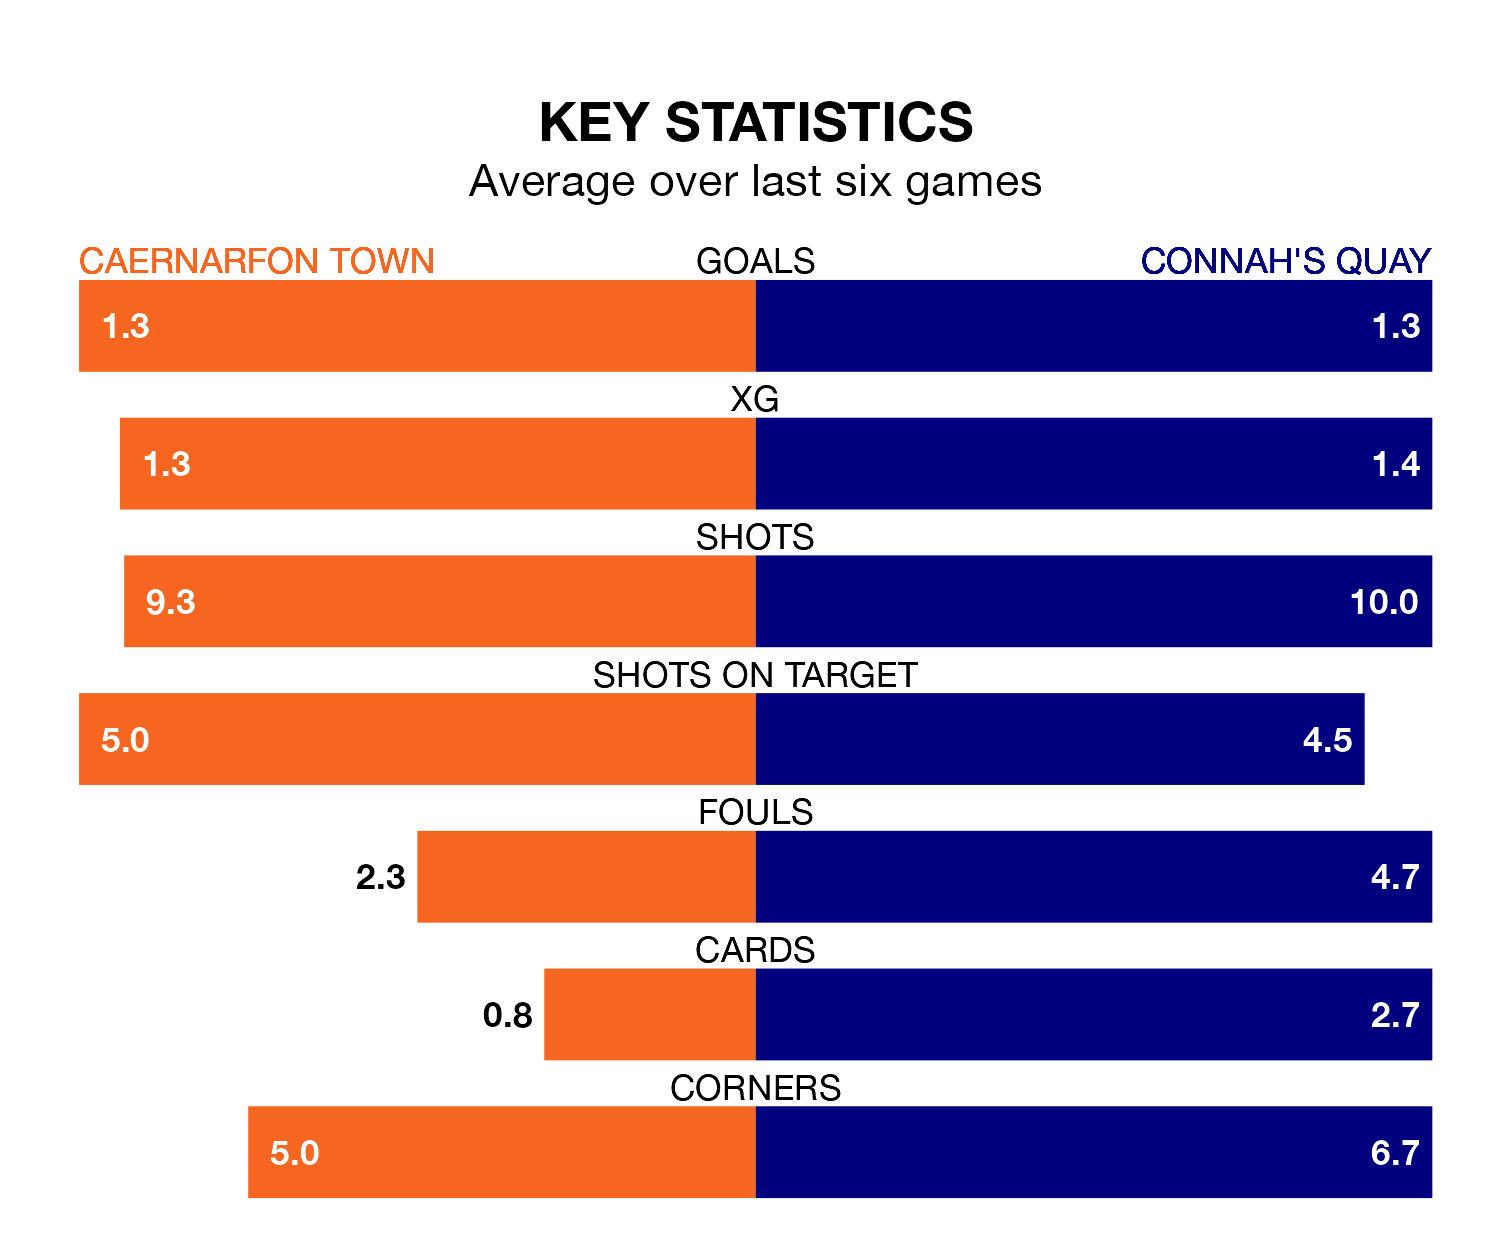 KEY STATISTICS
Average over last six games
CAERNARFON TOWN GOALS CONNAH'S QUAY
1.3 1.3
XG
1.3 1.4
SHOTS
9.3 10.0
SHOTS ON TARGET
5.0 4.5
FOULS
2.3 4.7
CARDS
0.8 2.7
CORNERS
5.0 6.7